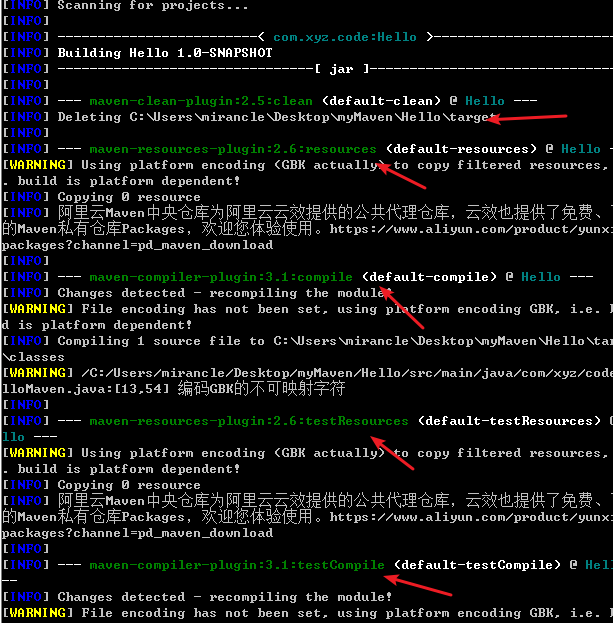 [INFO] Scanning for projects...
[INFO]
[INFO] -------------------------< com.xyz.code:Hello >-------------------------
[INFO] Building Hello 1.0-SNAPSHOT
[INFO] --------------------------------[ jar ]---------------------------------
[INFO]
[INFO] --- maven-clean-plugin:2.5:clean (default-clean) @ Hello ---
[INFO] Deleting C:\Users\mirancle\Desktop\myMaven\Hello\target
[INFO]
[INFO] --- maven-resources-plugin:2.6:resources (default-resources) @ Hello -
[WARNING] Using platform encoding (GBK actually) to copy filtered resources,
. build is platform dependent!
[INFO] Copying 0 resource
[INFO] 阿里云Maven中央仓库为阿里云云效提供的公共代理仓库，云效也提供了免费、
的Maven私有仓库Packages，欢迎您体验使用。https://www.aliyun.com/product/yunxi
packages?channel=pd_maven_download
[INFO]
[INFO] --- maven-compiler-plugin:3.1:compile (default-compile) @ Hello ---
[INFO] Changes detected - recompiling the module!
[WARNING] File encoding has not been set, using platform encoding GBK, i.e. b
d is platform dependent!
[INFO] Compiling 1 source file to C:\Users\mirancle\Desktop\myMaven\Hello\tar
\classes
[WARNING] /C:/Users/mirancle/Desktop/myMaven/Hello/src/main/java/com/xyz/code
lloMaven.java:[13,54] 编码GBK的不可映射字符
[INFO]
[INFO] --- maven-resources-plugin:2.6:testResources (default-testResources) @
llo ---
[WARNING] Using platform encoding (GBK actually) to copy filtered resources,
. build is platform dependent!
[INFO] Copying 0 resource
[INFO] 阿里云Maven中央仓库为阿里云云效提供的公共代理仓库，云效也提供了免费、
的Maven私有仓库Packages，欢迎您体验使用。https://www.aliyun.com/product/yunxi
packages?channel=pd_maven_download
[INFO]
[INFO] --- maven-compiler-plugin:3.1:testCompile (default-testCompile) @ Hell
--
[INFO] Changes detected - recompiling the module!
[WARNING] File encoding has not been set, using platform encoding GBK, i.e. b